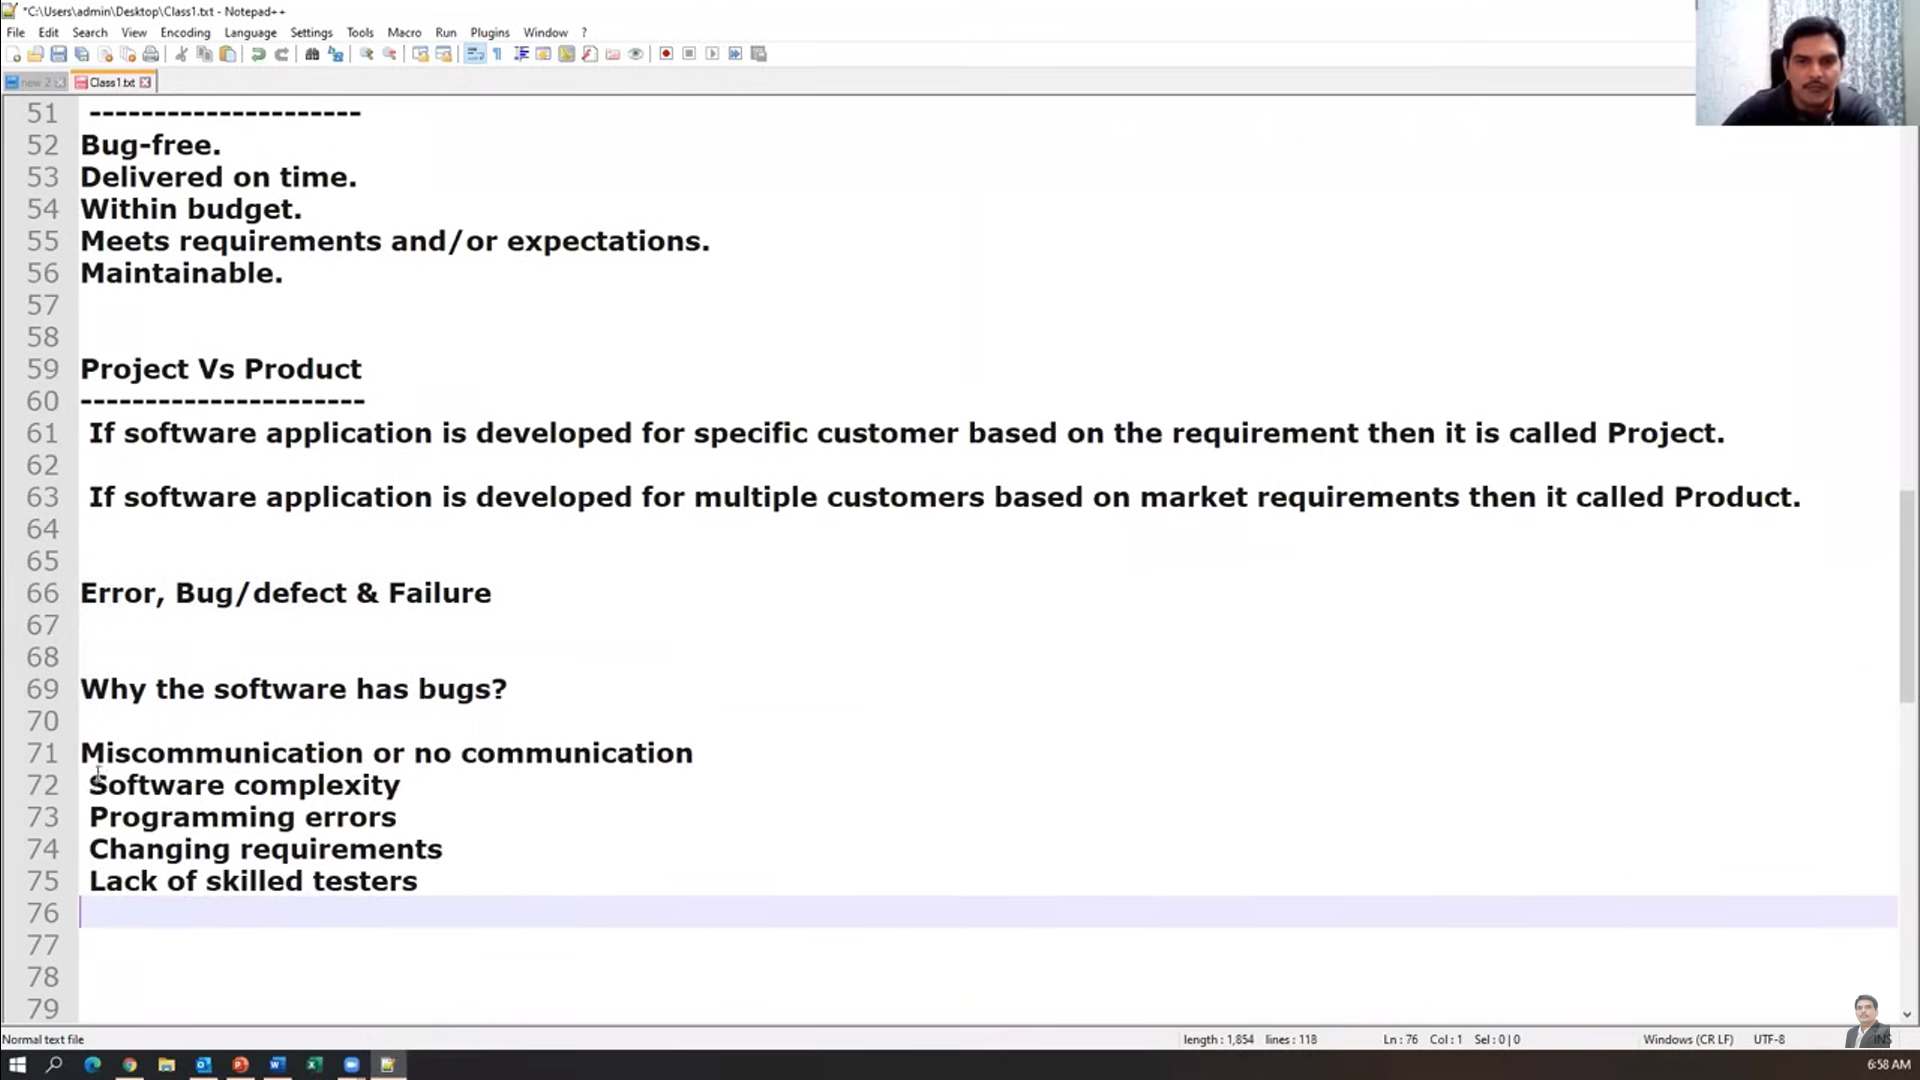 *C:\Users\admin\Desktop\Class1.txt - Notepad++
File Edit Search View Encoding Language Settings Tools Macro Run Plugins Window ?
new 2 Class1.txt
51 ---------------------
52 Bug-free.
53 Delivered on time.
54 Within budget.
55 Meets requirements and/or expectations.
56 Maintainable.
57
58
59 Project Vs Product
60 ----------------------
61 If software application is developed for specific customer based on the requirement then it is called Project.
62
63 If software application is developed for multiple customers based on market requirements then it called Product.
64
65
66 Error, Bug/defect & Failure
67
68
69 Why the software has bugs?
70
71 Miscommunication or no communication
72 Software complexity
73 Programming errors
74 Changing requirements
75 Lack of skilled testers
76
77
78
79
Normal text file length : 1,854 lines : 118 Ln : 76 Col : 1 Sel : 0 | 0 Windows (CR LF) UTF-8 INS
6:58 AM